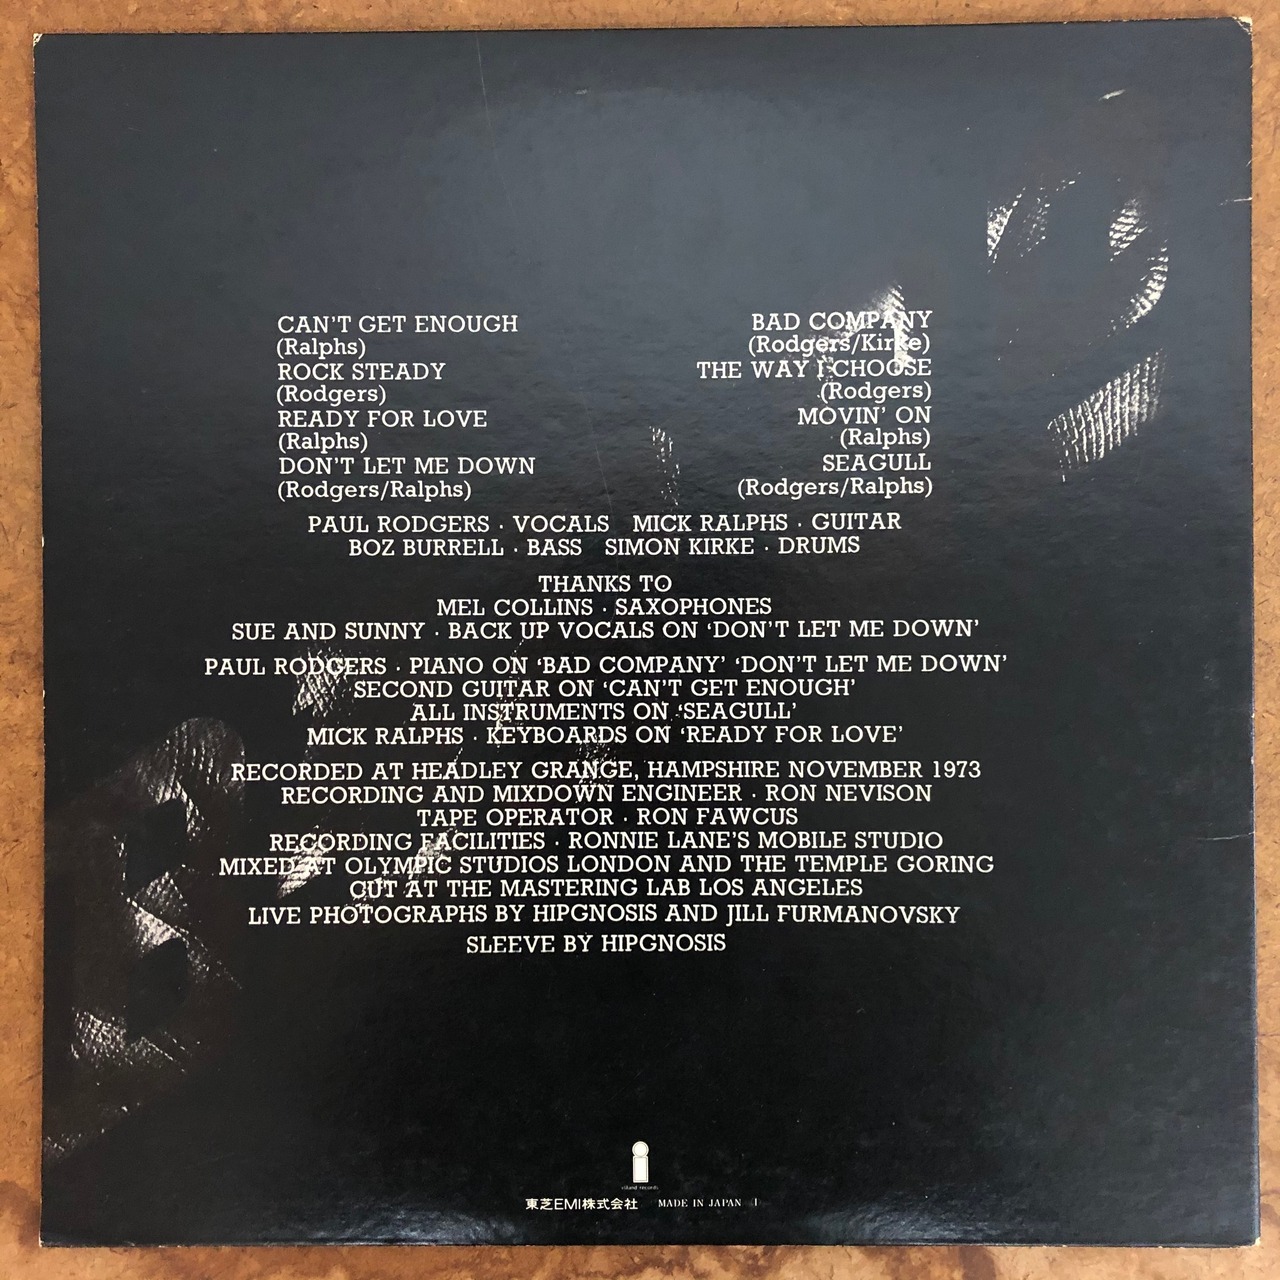 CAN'T GET ENOUGH
(Ralphs)
ROCK STEADY
(Rodgers)
READY FOR LOVE
(Ralphs)
DON'T LET ME DOWN
(Rodgers/Ralphs)
BAD COMPANY
(Rodgers/Kirke)
THE WAY I CHOOSE
(Rodgers)
MOVIN' ON
(Ralphs)
SEAGULL
(Rodgers/Ralphs)
PAUL RODGERS · VOCALS MICK RALPHS · GUITAR
BOZ BURRELL · BASS SIMON KIRKE · DRUMS
THANKS TO
MEL COLLINS · SAXOPHONES
SUE AND SUNNY · BACK UP VOCALS ON ‘DON'T LET ME DOWN’
PAUL RODGERS · PIANO ON ‘BAD COMPANY’ ‘DON'T LET ME DOWN’
SECOND GUITAR ON ‘CAN'T GET ENOUGH’
ALL INSTRUMENTS ON ‘SEAGULL’
MICK RALPHS · KEYBOARDS ON ‘READY FOR LOVE’
RECORDED AT HEADLEY GRANGE, HAMPSHIRE NOVEMBER 1973
RECORDING AND MIXDOWN ENGINEER · RON NEVISON
TAPE OPERATOR · RON FAWCUS
RECORDING FACILITIES · RONNIE LANE'S MOBILE STUDIO
MIXED AT OLYMPIC STUDIOS LONDON AND THE TEMPLE GORING
CUT AT THE MASTERING LAB LOS ANGELES
LIVE PHOTOGRAPHS BY HIPGNOSIS AND JILL FURMANOVSKY
SLEEVE BY HIPGNOSIS
island records
東芝EMI株式会社 MADE IN JAPAN